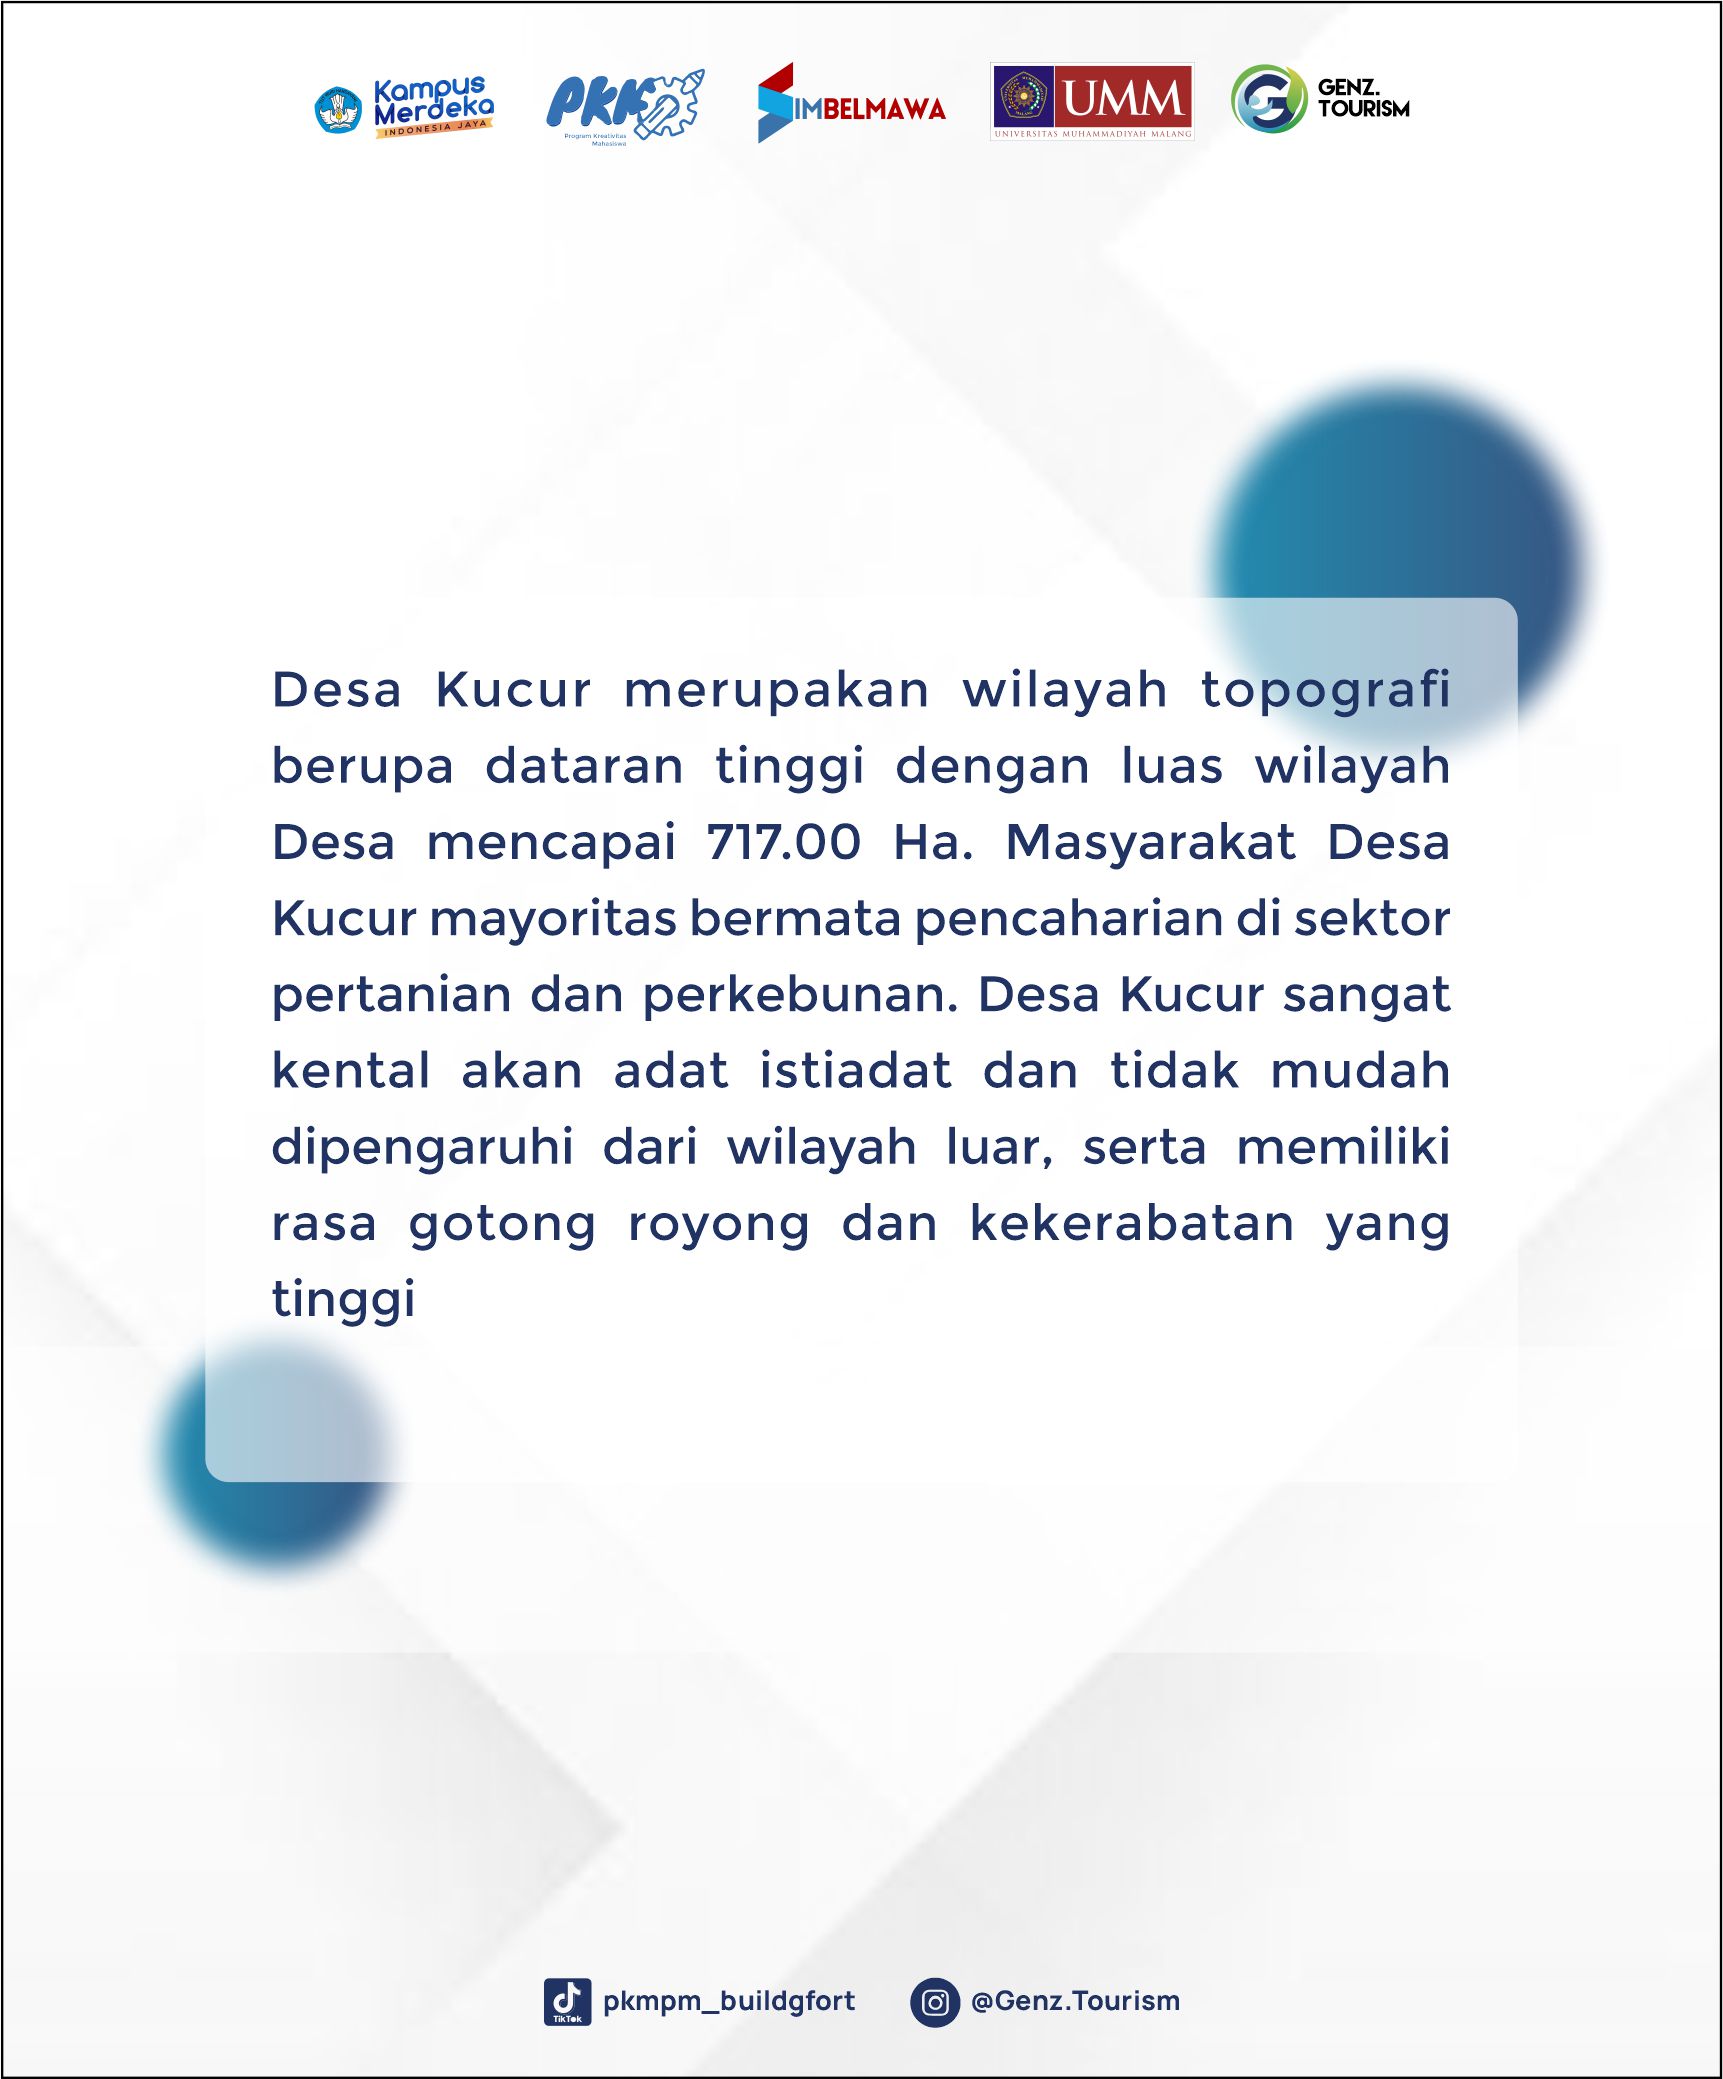 Kampus
Merdeka
INDONESIA JAYA
PKM
Program Kreativitas
Mahasiswa
SIMBELMAWA
UMM
UNIVERSITAS MUHAMMADIYAH MALANG
GENZ.
TOURISM
Desa Kucur merupakan wilayah topografi
berupa dataran tinggi dengan luas wilayah
Desa mencapai 717.00 Ha. Masyarakat Desa
Kucur mayoritas bermata pencaharian di sektor
pertanian dan perkebunan. Desa Kucur sangat
kental akan adat istiadat dan tidak mudah
dipengaruhi dari wilayah luar, serta memiliki
rasa gotong royong dan kekerabatan yang
tinggi
TikTok
pkmpm_buildgfort
@Genz.Tourism